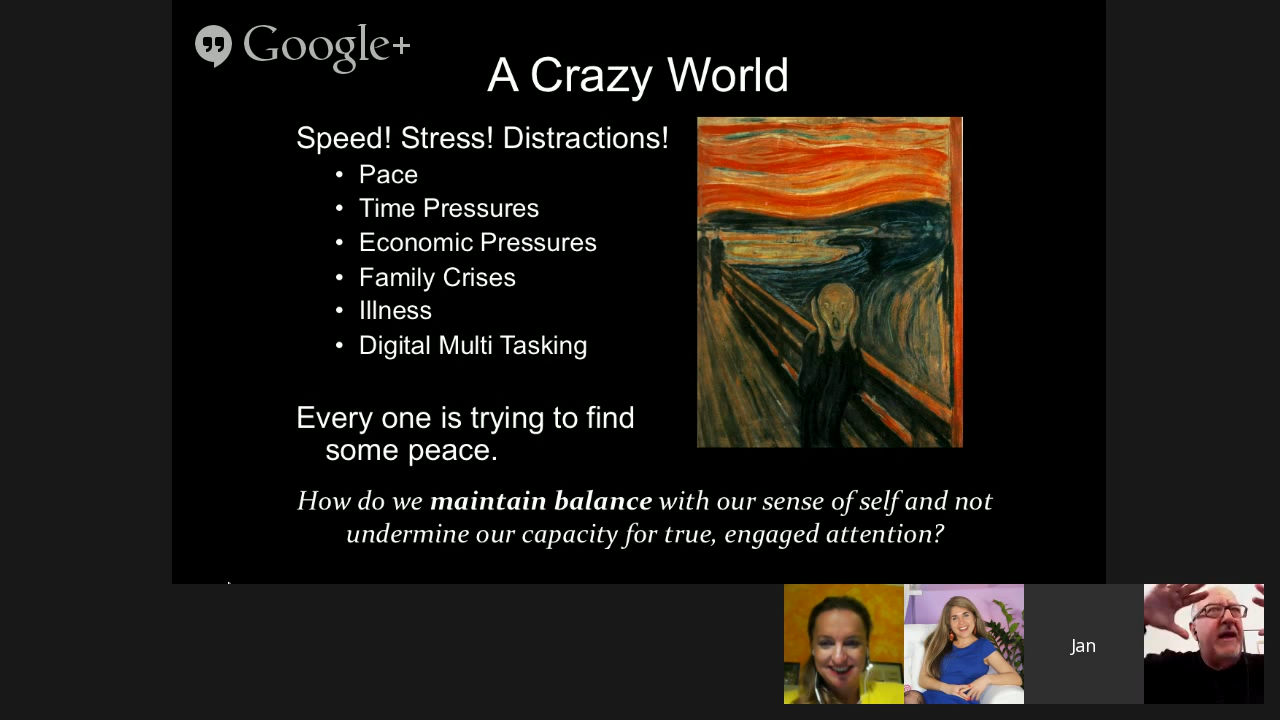 Google+
A Crazy World
Speed! Stress! Distractions!
• Pace
• Time Pressures
• Economic Pressures
• Family Crises
• Illness
• Digital Multi Tasking
Every one is trying to find
some peace.
How do we maintain balance with our sense of self and not
undermine our capacity for true, engaged attention?
Jan